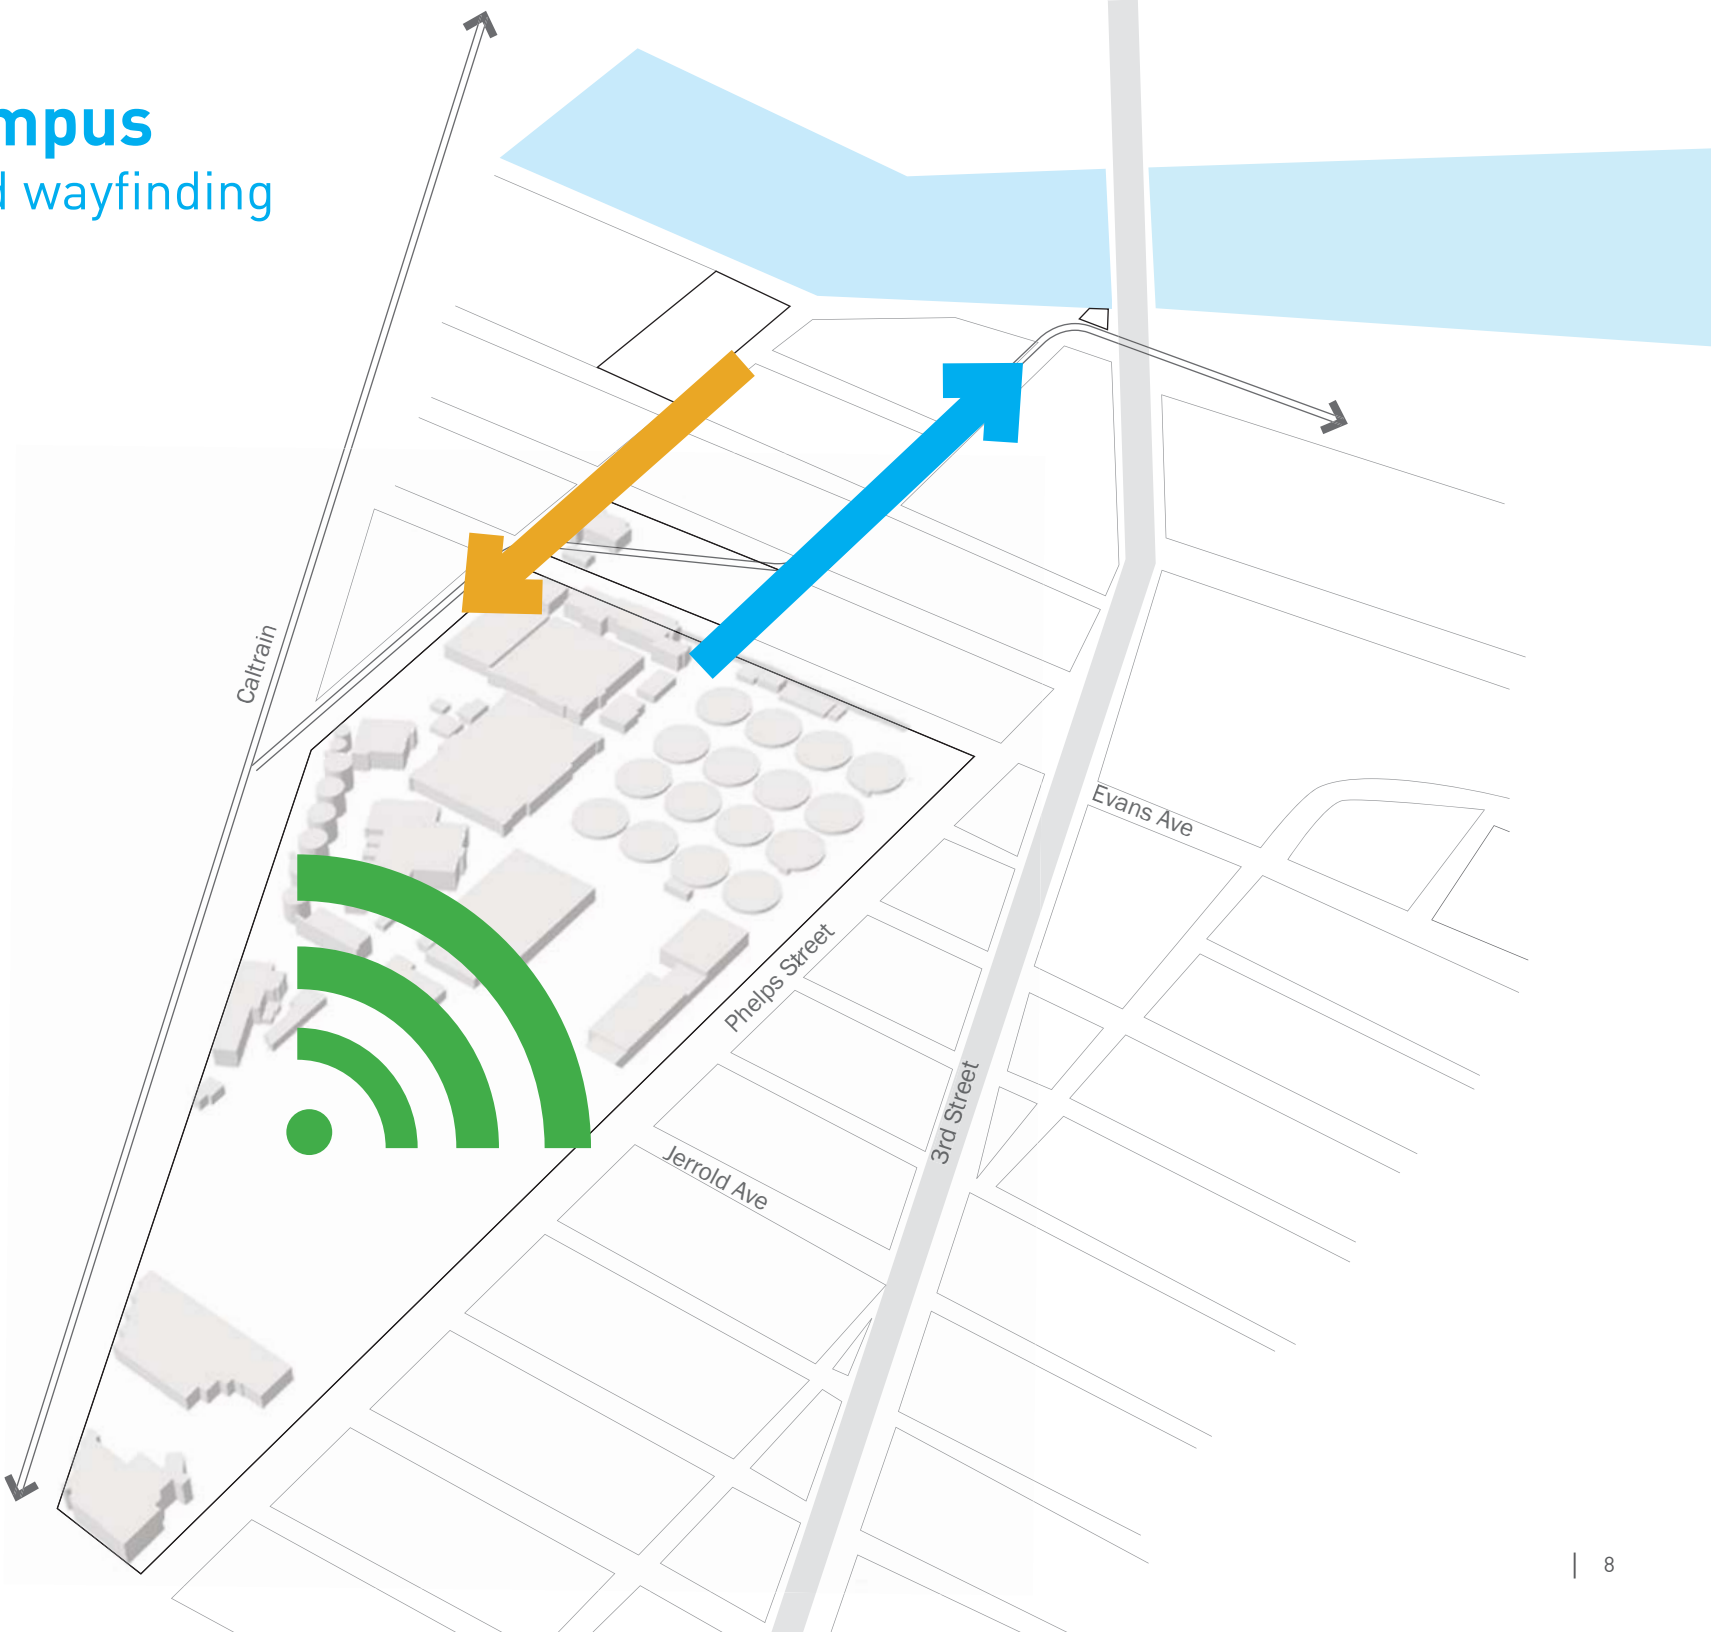 mpus
d wayfinding
Caltrain
Evans Ave
Phelps Street
3rd Street
Jerrold Ave
8